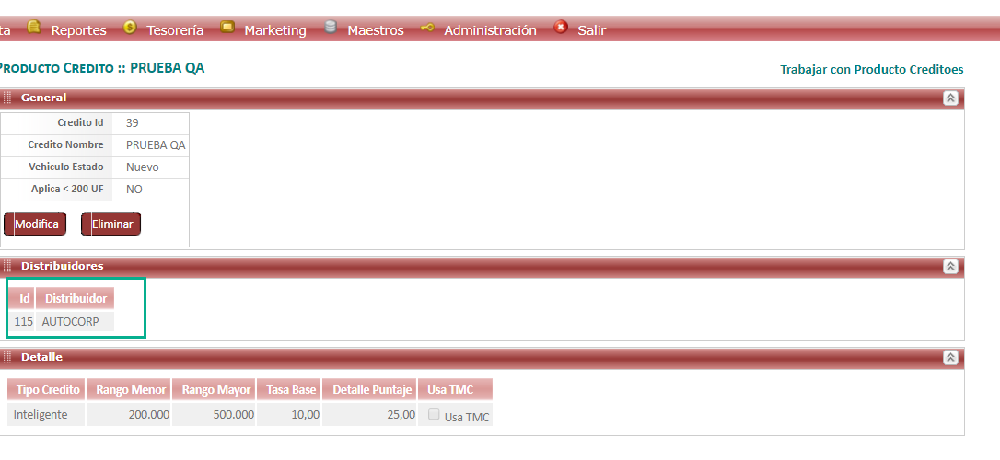 ta Reportes Tesorería Marketing Maestros Administración Salir
PRODUCTO CREDITO :: PRUEBA QA
Trabajar con Producto Creditoes
General
Credito Id 39
Credito Nombre PRUEBA QA
Vehiculo Estado Nuevo
Aplica < 200 UF NO
Modifica Eliminar
Distribuidores
Id Distribuidor
115 AUTOCORP
Detalle
Tipo Credito Rango Menor Rango Mayor Tasa Base Detalle Puntaje Usa TMC
Inteligente 200.000 500.000 10,00 25,00 Usa TMC